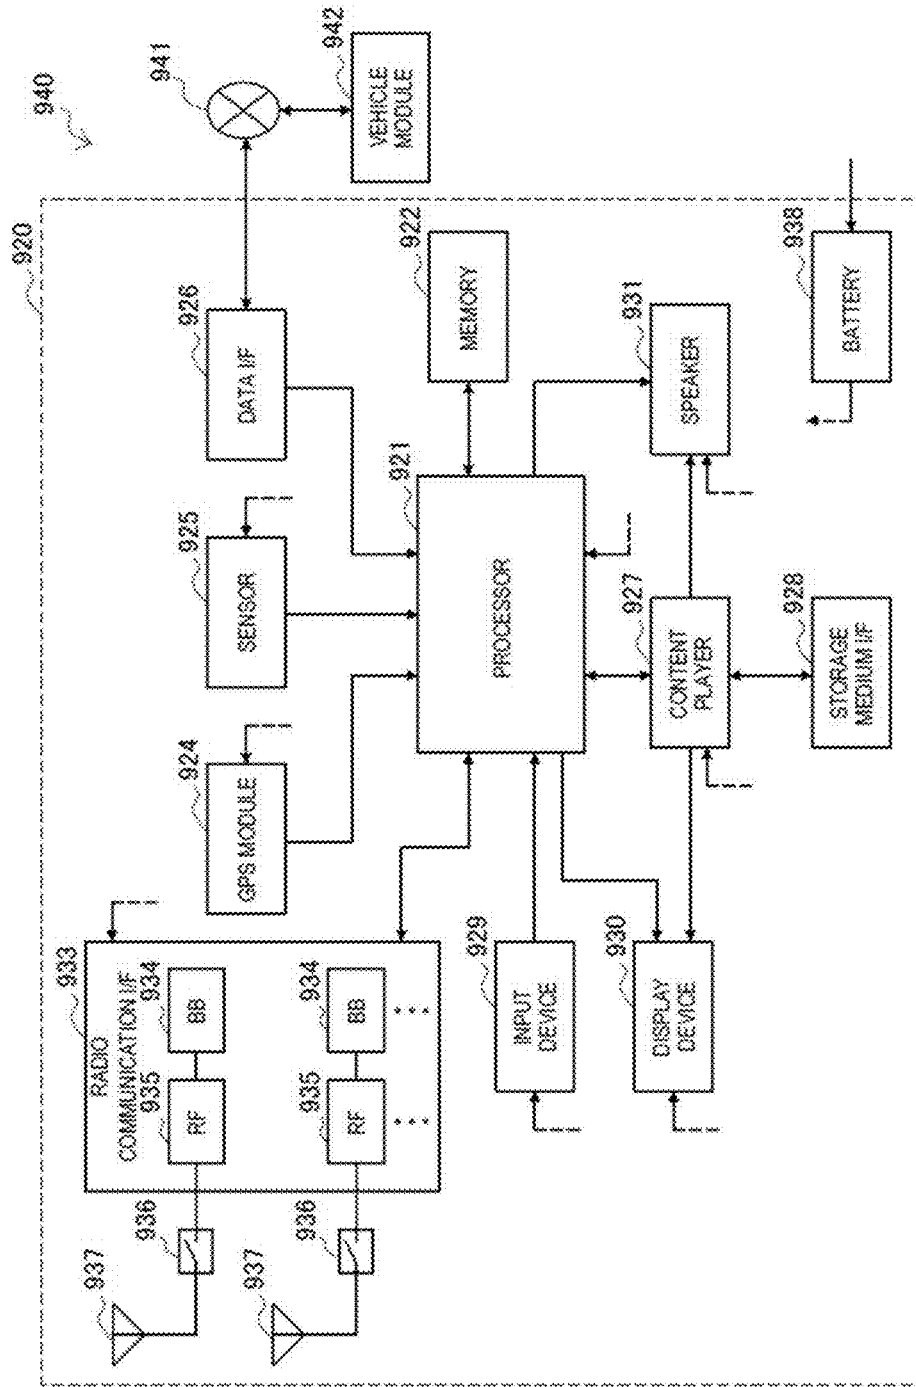 940
920
937
936
933
RADIO
COMMUNICATION I/F
935
934
RF
BB
937
936
935
934
RF
BB
924
GPS MODULE
925
SENSOR
926
DATA I/F
941
942
VEHICLE
MODULE
921
PROCESSOR
922
MEMORY
929
INPUT
DEVICE
930
DISPLAY
DEVICE
927
CONTENT
PLAYER
931
SPEAKER
928
STORAGE
MEDIUM I/F
938
BATTERY